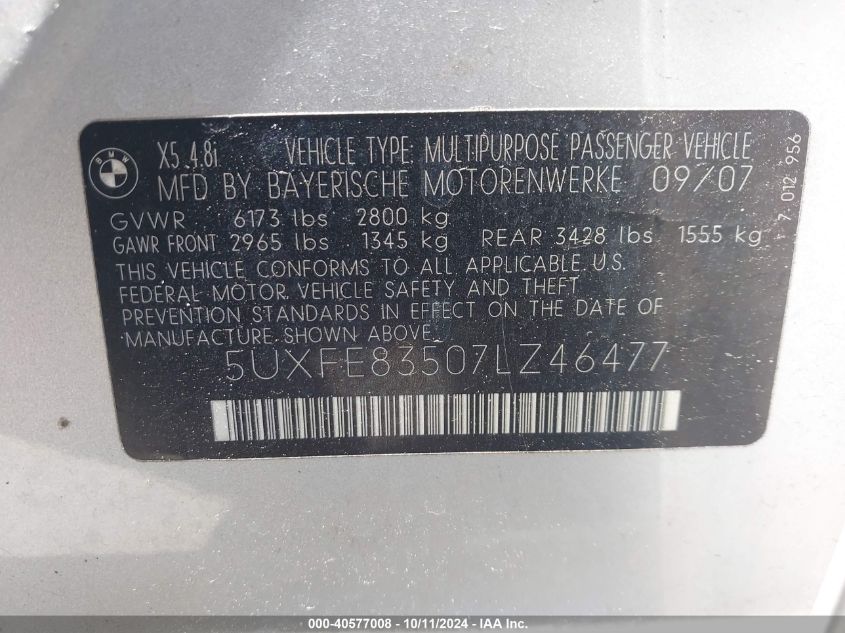 BMW
X5 4.8i VEHICLE TYPE: MULTIPURPOSE PASSENGER VEHICLE
MFD BY BAYERISCHE MOTORENWERKE 09/07
GVWR 6173 lbs 2800 kg
GAWR FRONT 2965 lbs 1345 kg REAR 3428 lbs 1555 kg
THIS VEHICLE CONFORMS TO ALL APPLICABLE U.S.
FEDERAL MOTOR VEHICLE SAFETY AND THEFT
PREVENTION STANDARDS IN EFFECT ON THE DATE OF
MANUFACTURE SHOWN ABOVE.
5UXFE83507LZ46477
7 012 956
000-40577008 - 10/11/2024 - IAA Inc.